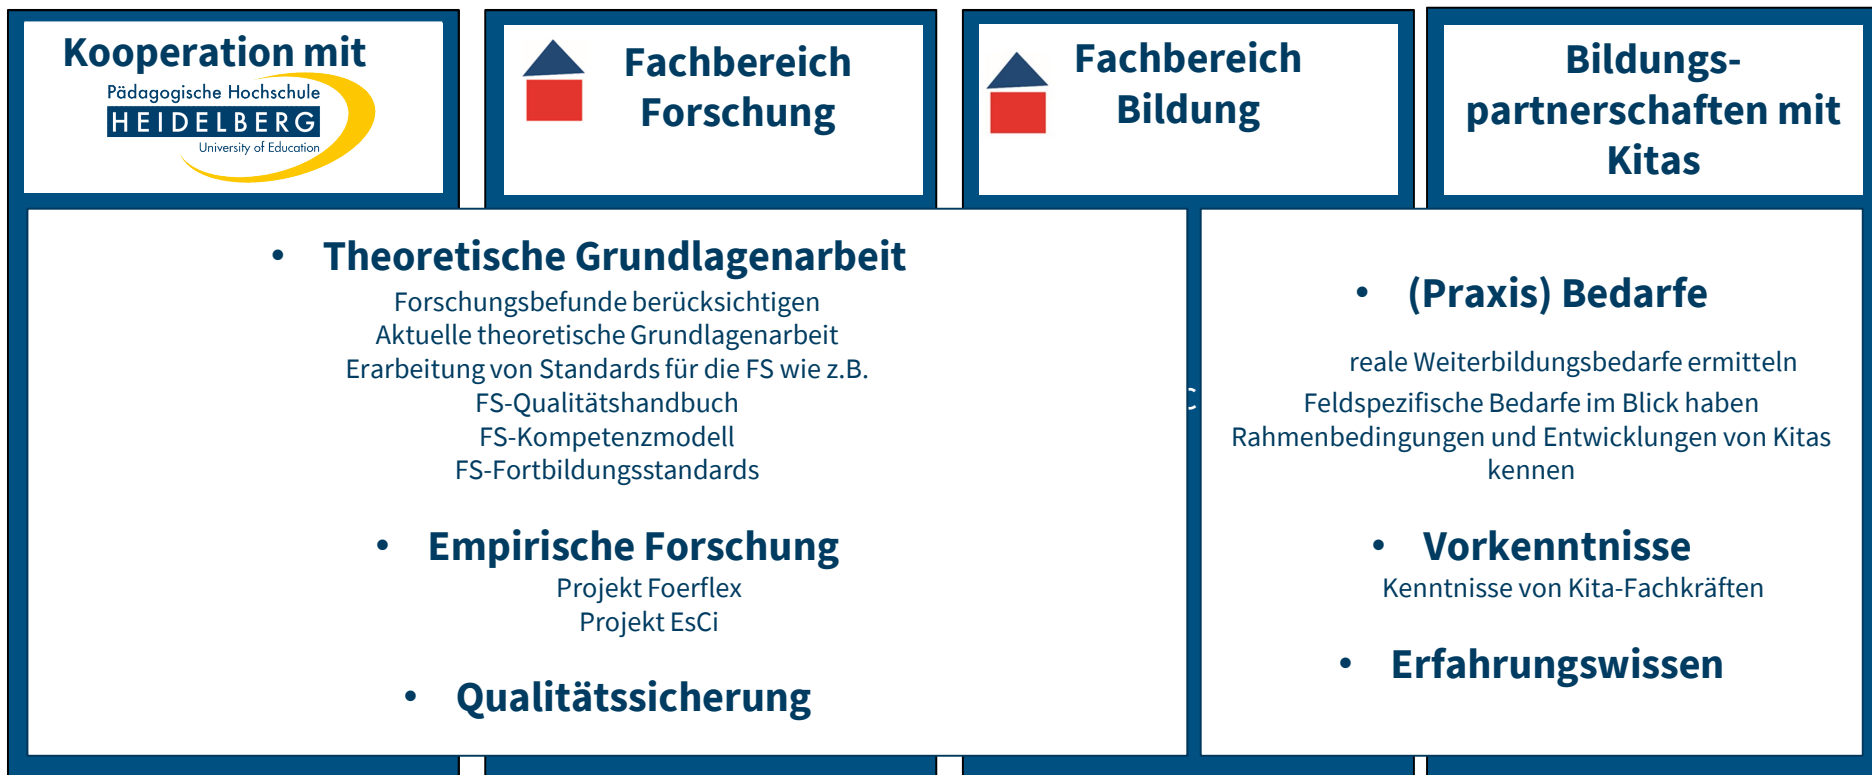 Kooperation mit
Pädagogische Hochschule
HEIDELBERG
University of Education
Fachbereich
Forschung
Fachbereich
Bildung
Bildungs-
partnerschaften mit
Kitas
• Theoretische Grundlagenarbeit
Forschungsbefunde berücksichtigen
Aktuelle theoretische Grundlagenarbeit
Erarbeitung von Standards für die FS wie z.B.
FS-Qualitätshandbuch
FS-Kompetenzmodell
FS-Fortbildungsstandards
• Empirische Forschung
Projekt Foerflex
Projekt EsCi
• Qualitätssicherung
• (Praxis) Bedarfe
reale Weiterbildungsbedarfe ermitteln
Feldspezifische Bedarfe im Blick haben
Rahmenbedingungen und Entwicklungen von Kitas
kennen
• Vorkenntnisse
Kenntnisse von Kita-Fachkräften
• Erfahrungswissen